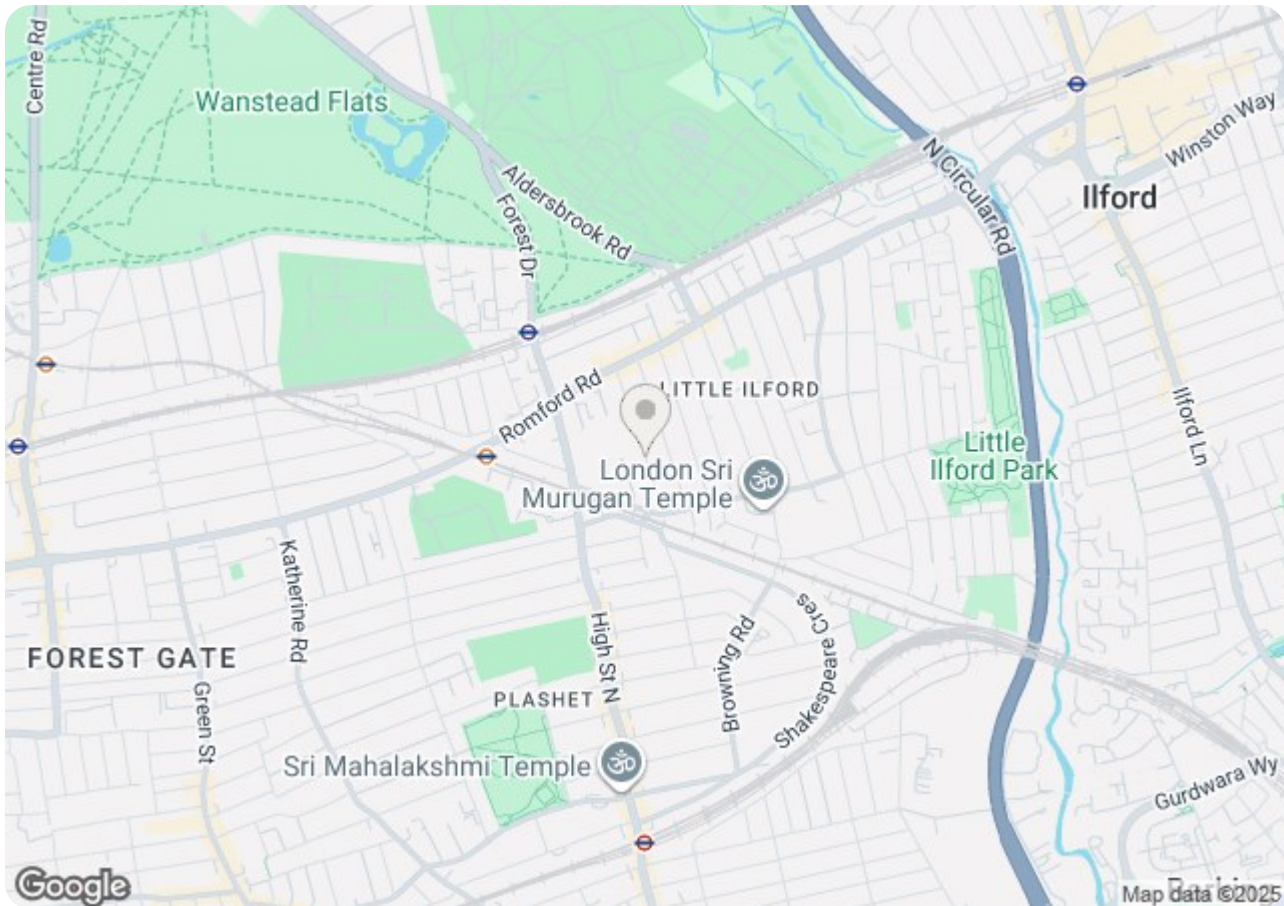 Centre Rd
Wanstead Flats
Winston Way
N Circular Rd
Ilford
Aldersbrook Rd
Forest Dr
Romford Rd
LITTLE ILFORD
Ilford Ln
Little
Ilford Park
London Sri
Murugan Temple
Katherine Rd
High St N
Browning Rd
Shakespeare Cres
FOREST GATE
Green St
PLASHET
Sri Mahalakshmi Temple
Gurdwara Wy
Google
Map data ©2025